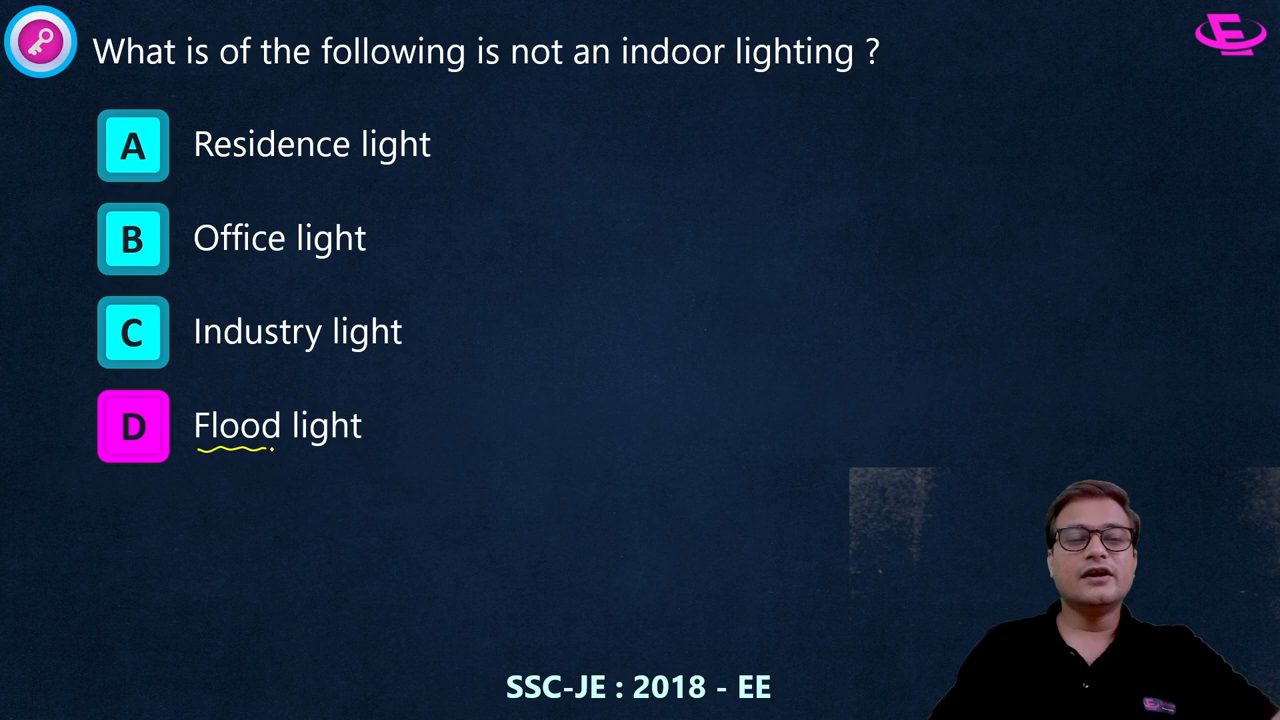 What is of the following is not an indoor lighting ?
A Residence light
B Office light
C Industry light
D Flood light
SSC-JE : 2018 - EE